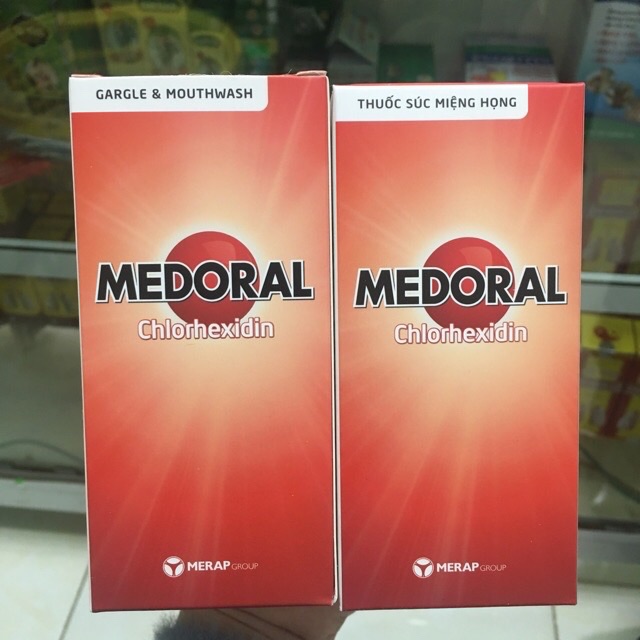 GARGLE & MOUTHWASH
MEDORAL
Chlorhexidin
MERAP GROUP
THUỐC SÚC MIỆNG HỌNG
MEDORAL
Chlorhexidin
MERAP GROUP